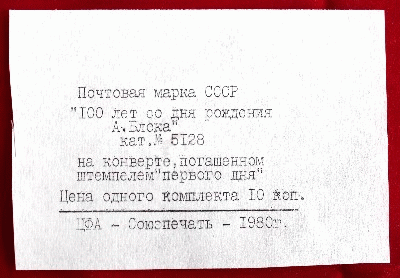 Почтовая марка СССР
"100 лет со дня рождения
А.Блока"
кат.№ 5128
на конверте,погашенном
штемпелем"первого дня"
Цена одного комплекта 10 коп.
ЦФА - Союзпечать - 1980г.